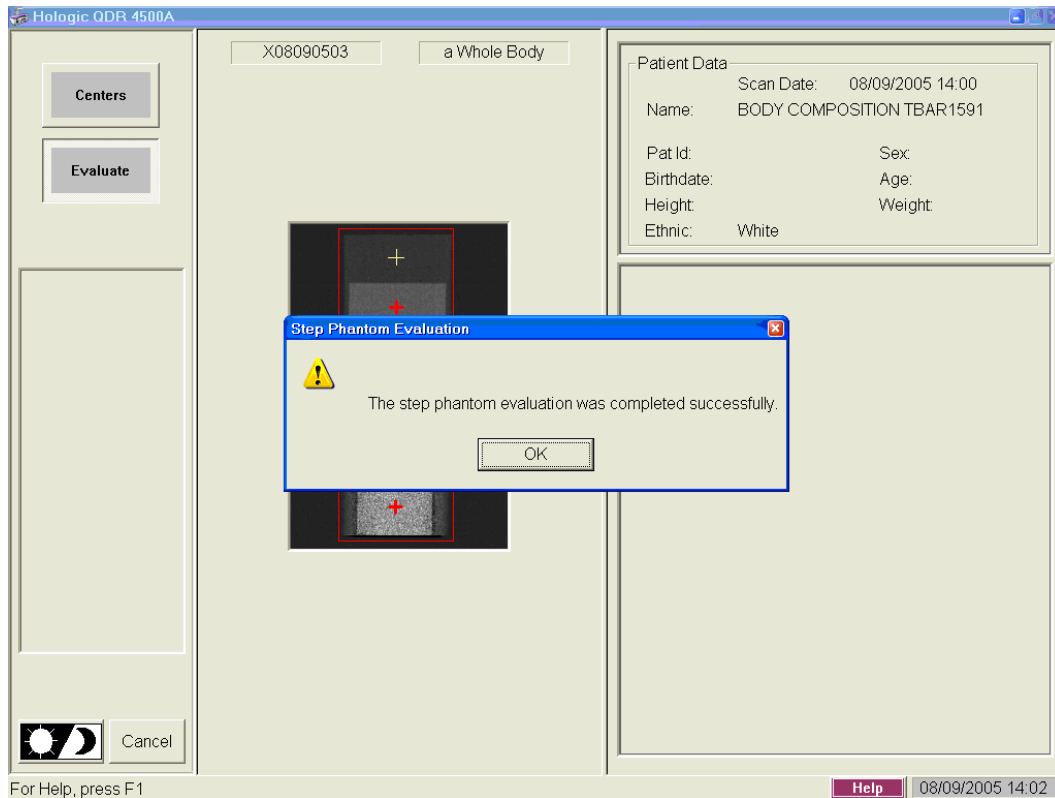 Hologic QDR 4500A
X08090503 a Whole Body
Centers
Evaluate
Patient Data
Scan Date: 08/09/2005 14:00
Name: BODY COMPOSITION TBAR1591
Pat Id: Sex:
Birthdate: Age:
Height: Weight:
Ethnic: White
Step Phantom Evaluation
The step phantom evaluation was completed successfully.
OK
Cancel
For Help, press F1 Help 08/09/2005 14:02